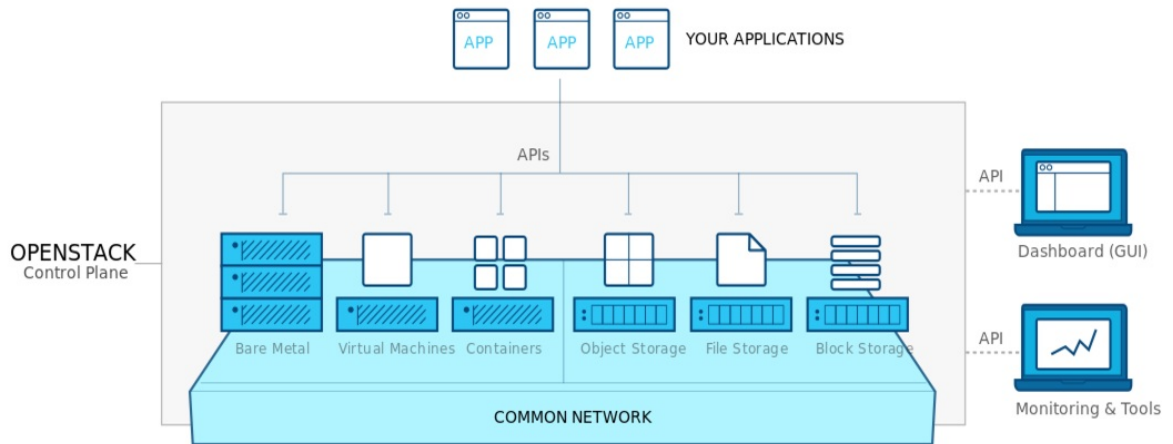 APP APP APP YOUR APPLICATIONS
APIs
API
OPENSTACK
Control Plane
Dashboard (GUI)
API
Bare Metal Virtual Machines Containers Object Storage File Storage Block Storage
Monitoring & Tools
COMMON NETWORK